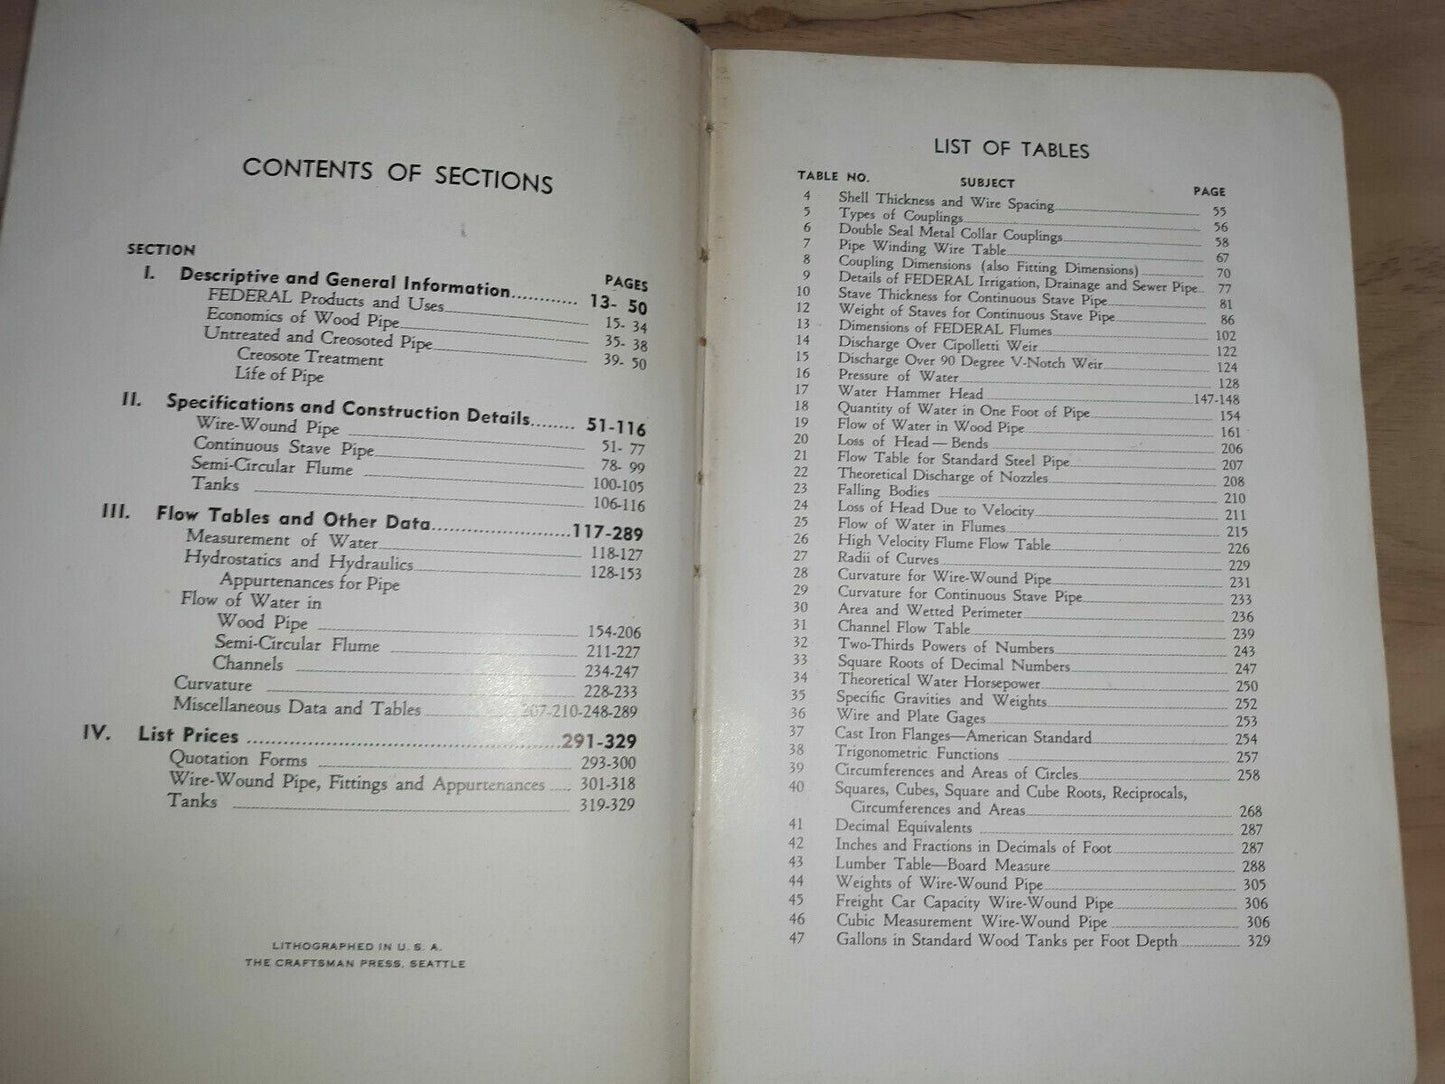 CONTENTS OF SECTIONS
SECTION PAGES
I. Descriptive and General Information 13- 50
FEDERAL Products and Uses 15- 34
Economics of Wood Pipe 35- 38
Untreated and Creosoted Pipe 39- 50
Creosote Treatment
Life of Pipe
II. Specifications and Construction Details 51-116
Wire-Wound Pipe 51- 77
Continuous Stave Pipe 78- 99
Semi-Circular Flume 100-105
Tanks 106-116
III. Flow Tables and Other Data 117-289
Measurement of Water 118-127
Hydrostatics and Hydraulics 128-153
Appurtenances for Pipe
Flow of Water in
Wood Pipe 154-206
Semi-Circular Flume 211-227
Channels 234-247
Curvature 228-233
Miscellaneous Data and Tables 207-210-248-289
IV. List Prices 291-329
Quotation Forms 293-300
Wire-Wound Pipe, Fittings and Appurtenances 301-318
Tanks 319-329
LITHOGRAPHED IN U. S. A.
THE CRAFTSMAN PRESS, SEATTLE
LIST OF TABLES
TABLE NO. SUBJECT PAGE
4 Shell Thickness and Wire Spacing 55
5 Types of Couplings 56
6 Double Seal Metal Collar Couplings 58
7 Pipe Winding Wire Table 67
8 Coupling Dimensions (also Fitting Dimensions) 70
9 Details of FEDERAL Irrigation, Drainage and Sewer Pipe 77
10 Stave Thickness for Continuous Stave Pipe 81
12 Weight of Staves for Continuous Stave Pipe 86
13 Dimensions of FEDERAL Flumes 102
14 Discharge Over Cipolletti Weir 122
15 Discharge Over 90 Degree V-Notch Weir 124
16 Pressure of Water 128
17 Water Hammer Head 147-148
18 Quantity of Water in One Foot of Pipe 154
19 Flow of Water in Wood Pipe 161
20 Loss of Head — Bends 206
21 Flow Table for Standard Steel Pipe 207
22 Theoretical Discharge of Nozzles 208
23 Falling Bodies 210
24 Loss of Head Due to Velocity 211
25 Flow of Water in Flumes 215
26 High Velocity Flume Flow Table 226
27 Radii of Curves 229
28 Curvature for Wire-Wound Pipe 231
29 Curvature for Continuous Stave Pipe 233
30 Area and Wetted Perimeter 236
31 Channel Flow Table 239
32 Two-Thirds Powers of Numbers 243
33 Square Roots of Decimal Numbers 247
34 Theoretical Water Horsepower 250
35 Specific Gravities and Weights 252
36 Wire and Plate Gages 253
37 Cast Iron Flanges—American Standard 254
38 Trigonometric Functions 257
39 Circumferences and Areas of Circles 258
40 Squares, Cubes, Square and Cube Roots, Reciprocals,
Circumferences and Areas 268
41 Decimal Equivalents 287
42 Inches and Fractions in Decimals of Foot 287
43 Lumber Table—Board Measure 288
44 Weights of Wire-Wound Pipe 305
45 Freight Car Capacity Wire-Wound Pipe 306
46 Cubic Measurement Wire-Wound Pipe 306
47 Gallons in Standard Wood Tanks per Foot Depth 329